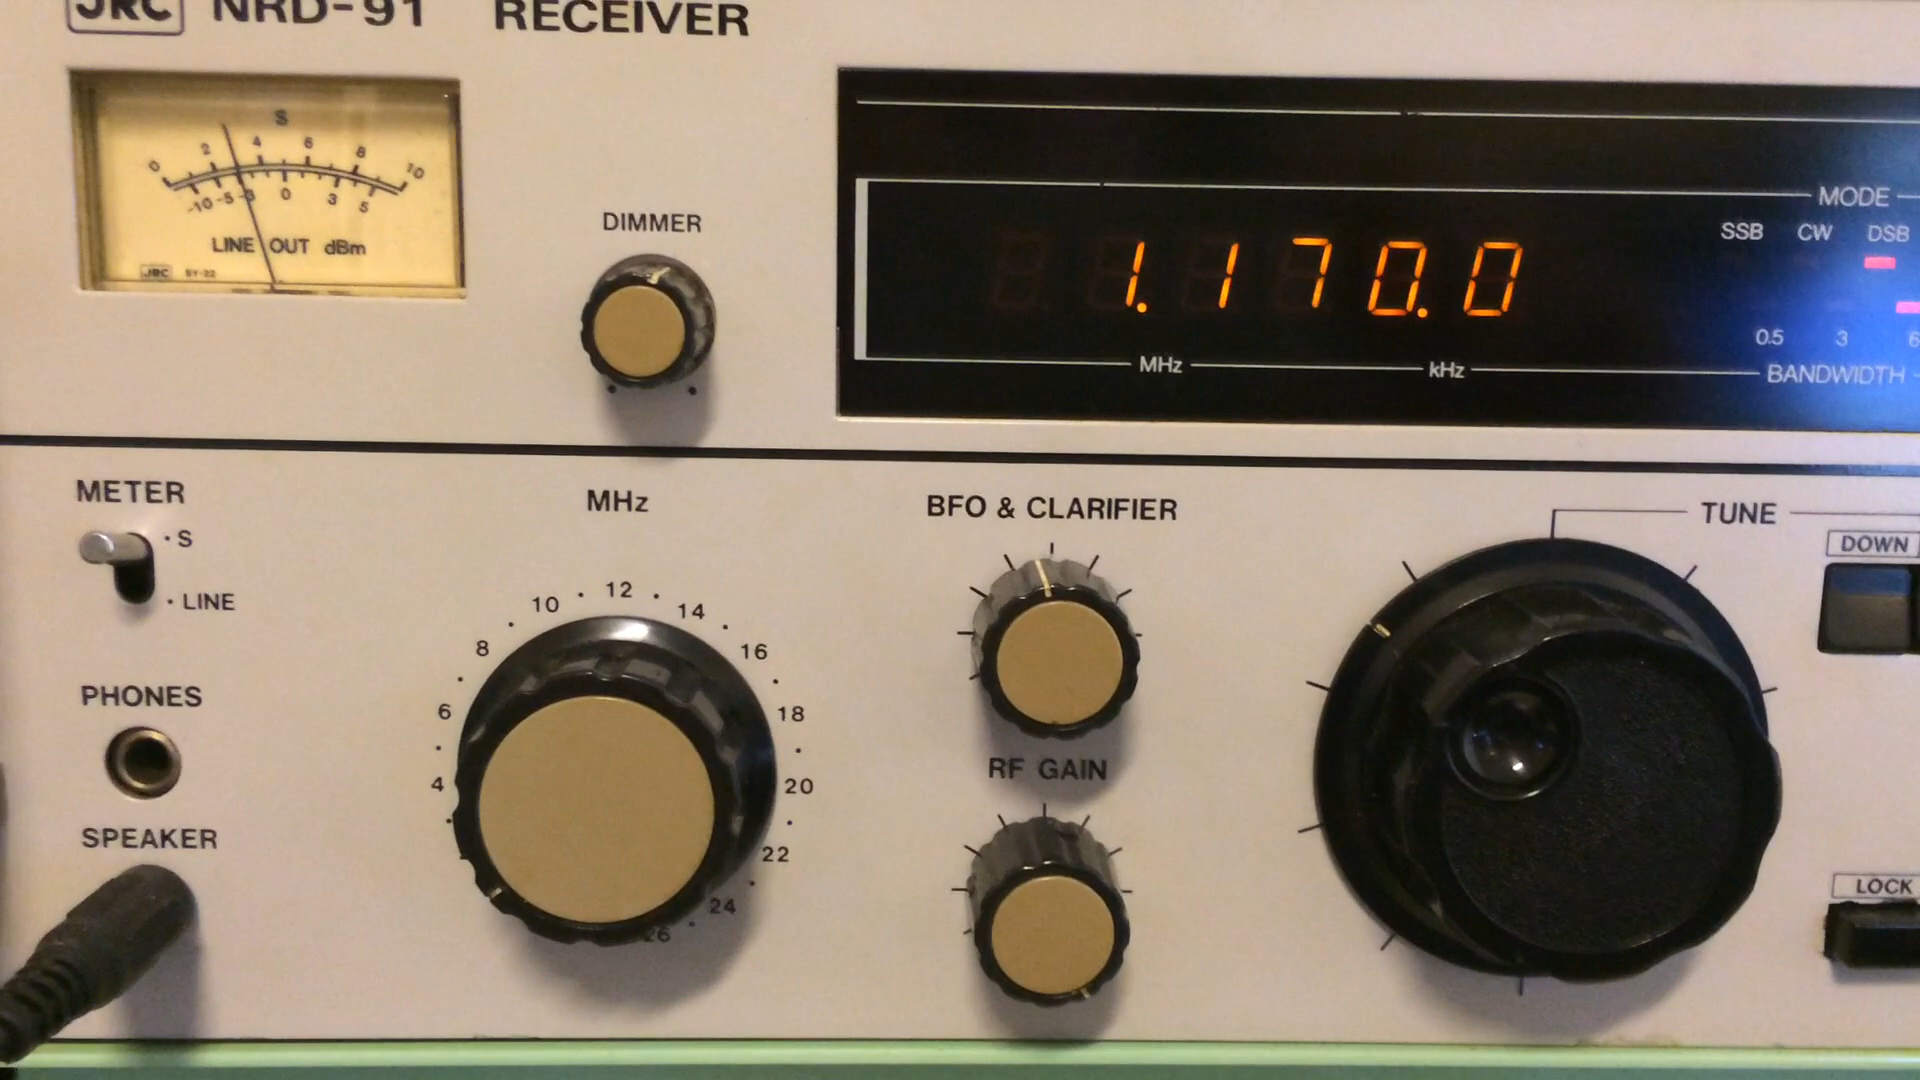 JRC NRD-91 RECEIVER
S
0 2 4 6 8 10
-10 -5 -3 0 3 5
LINE OUT dBm
JRC SY-22
DIMMER
1.170.0
MHz kHz
MODE
SSB CW DSB
0.5 3 6
BANDWIDTH
METER
S
LINE
PHONES
SPEAKER
MHz
4 6 8 10 12 14 16 18 20 22 24 26
BFO & CLARIFIER
RF GAIN
TUNE
DOWN
LOCK